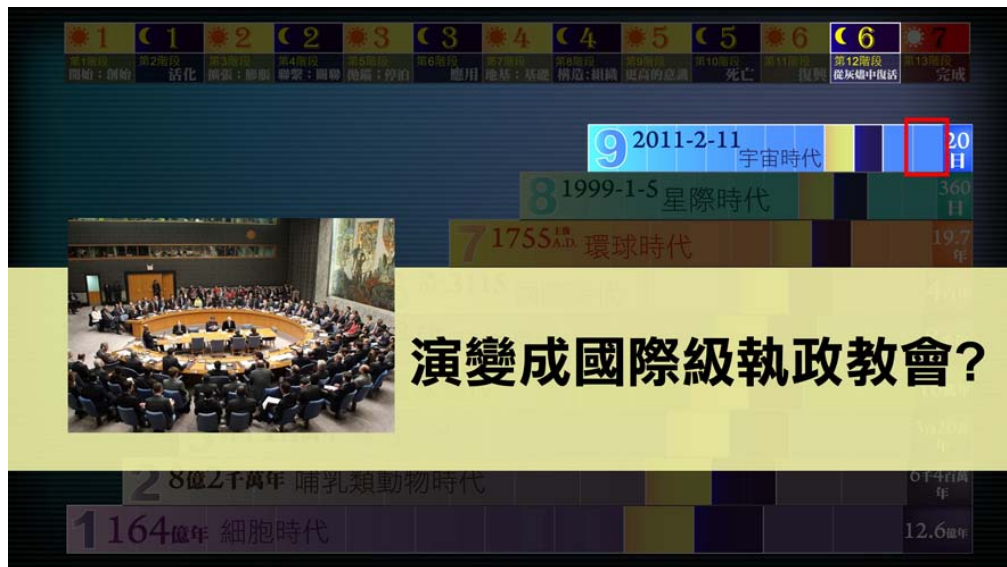 1 1 2 2 3 3 4 4 5 5 6 6 7
第1階段 第2階段 第3階段 第4階段 第5階段 第6階段 第7階段 第8階段 第9階段 第10階段 第11階段 第12階段 第13階段
開始：創始 活化 擴張：膨脹 聯繫：關聯 拋錨：停泊 應用 地基：基礎 構造:組織 更高的意識 死亡 復興 從灰燼中復活 完成
9 2011-2-11 宇宙時代 20日
8 1999-1-5 星際時代 360日
7 1755 A.D. 環球時代 19.7年
演變成國際級執政教會?
2 8億2千萬年 哺乳類動物時代 6千4百萬年
1 164億年 細胞時代 12.6億年